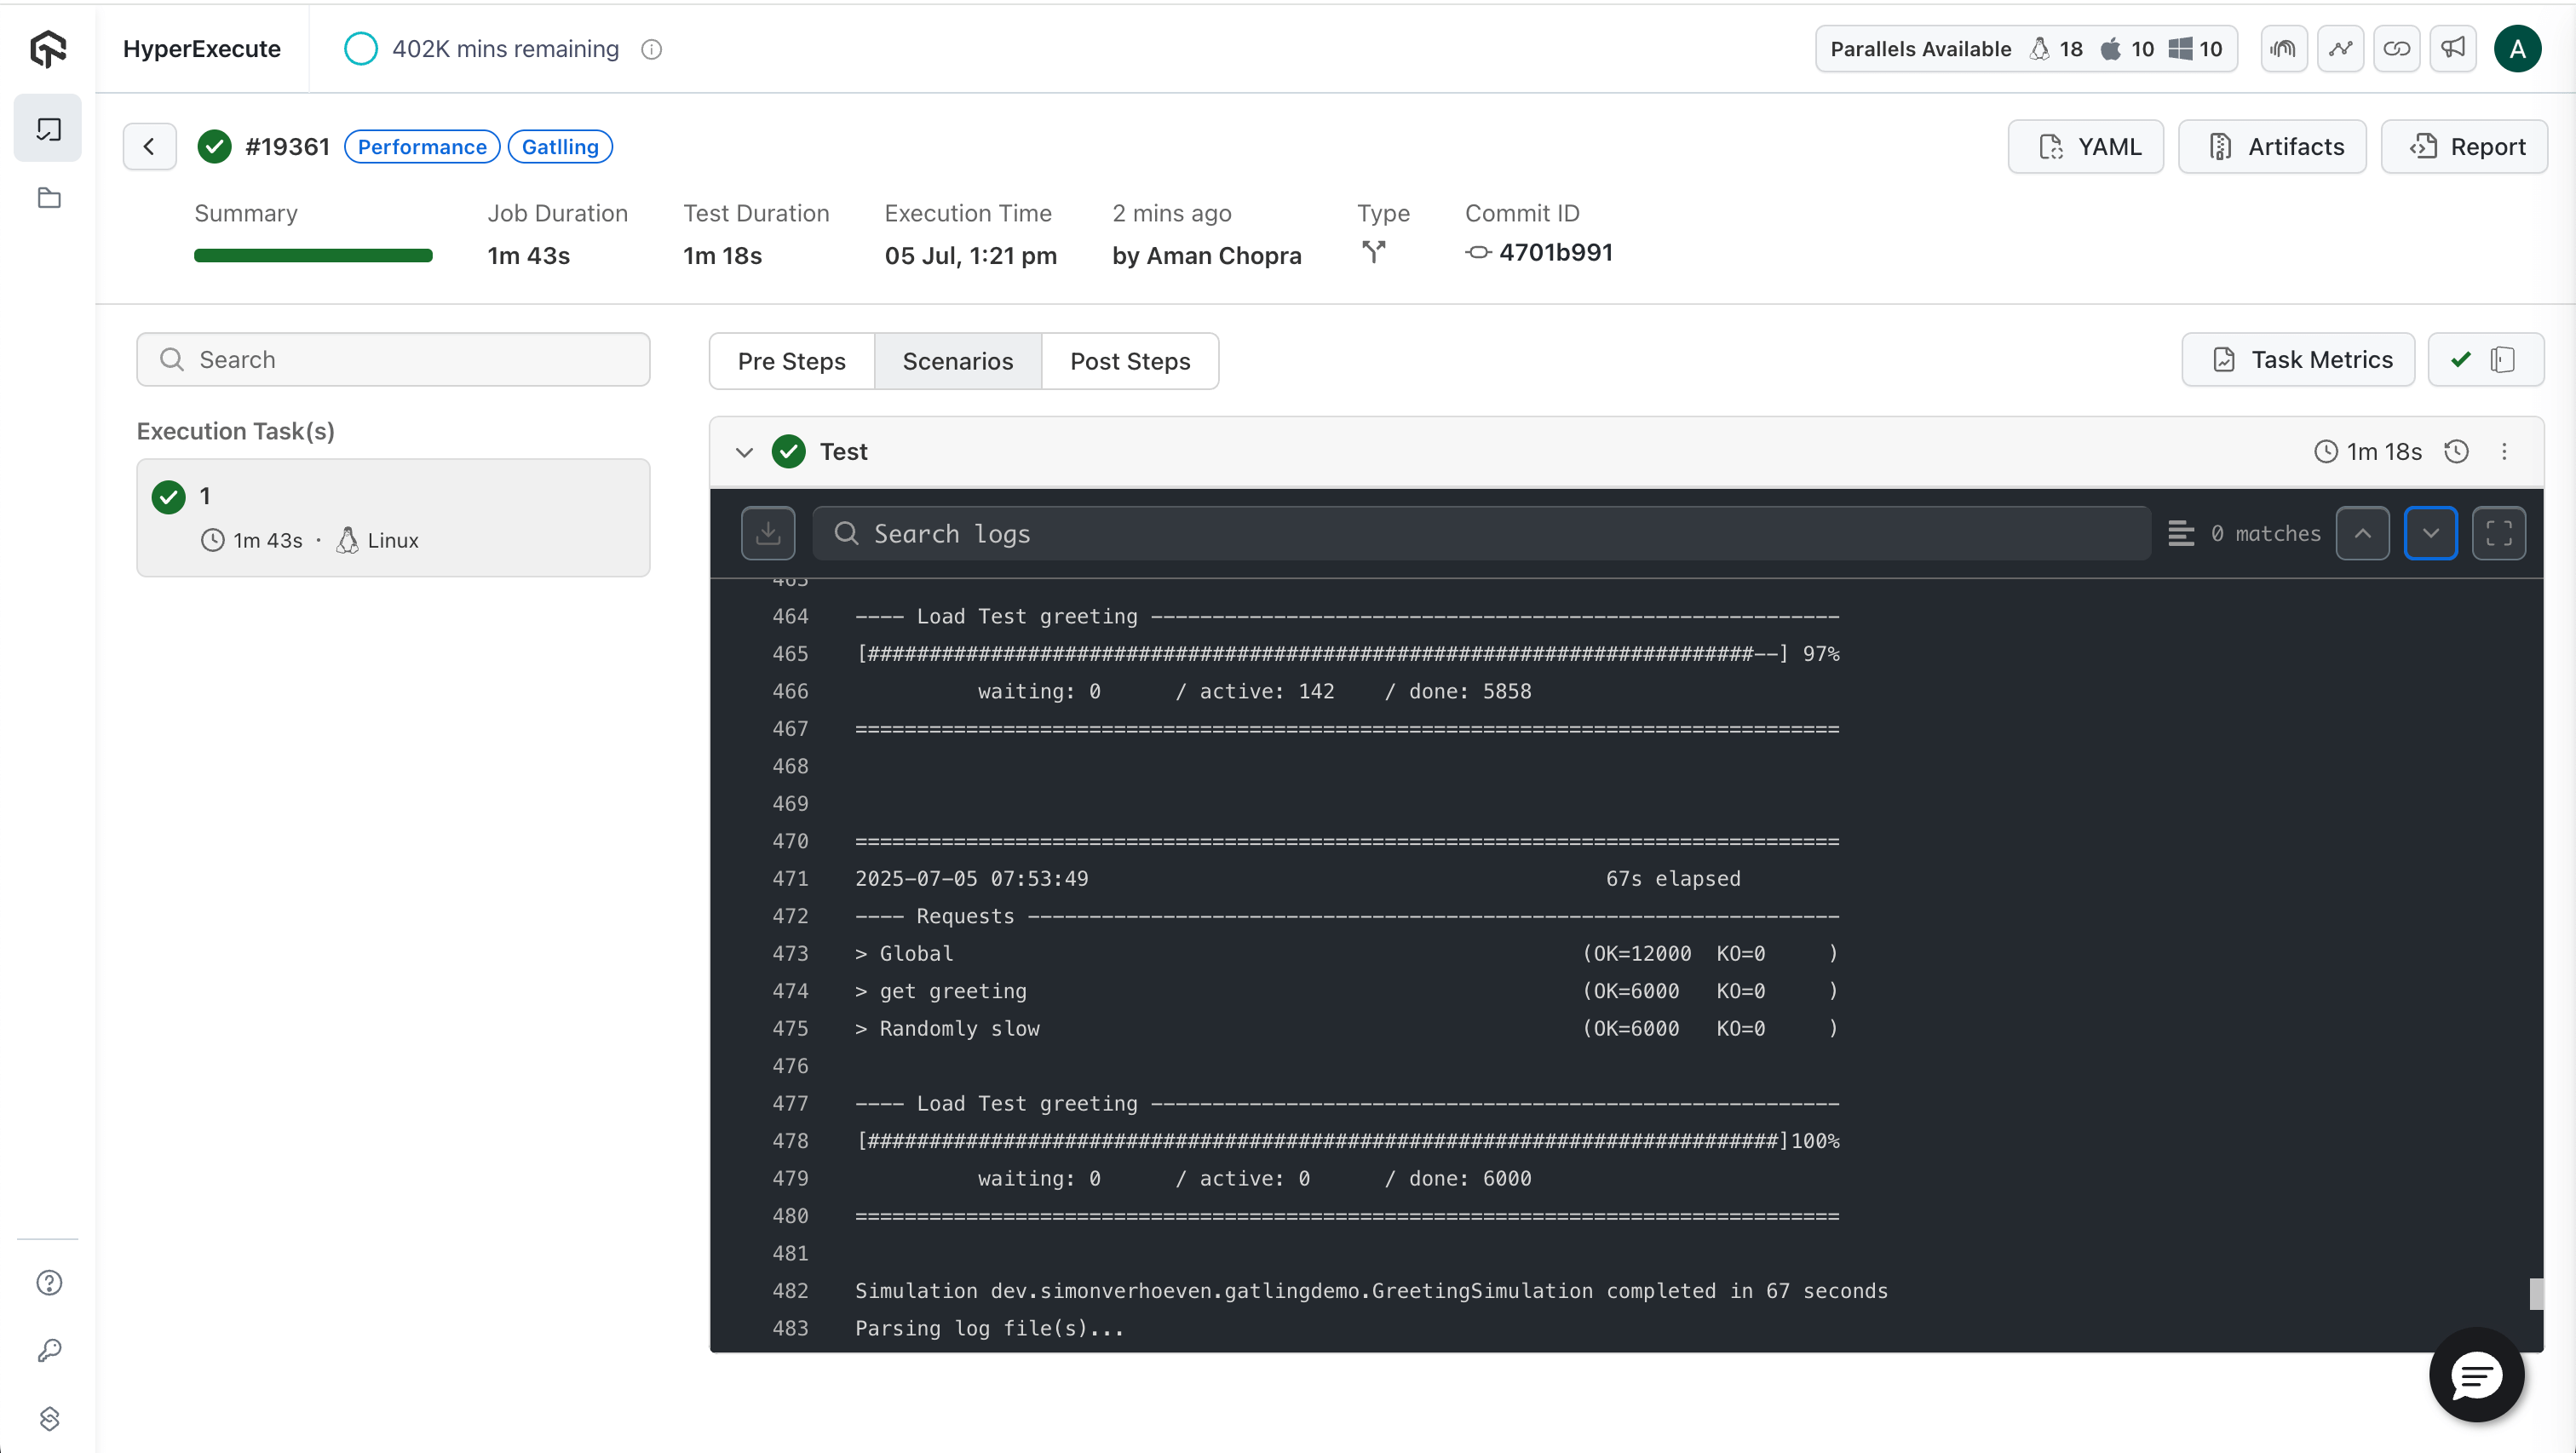 HyperExecute
402K mins remaining
Parallels Available 18 10 10
A
#19361 Performance Gatlling
YAML Artifacts Report
Summary Job Duration Test Duration Execution Time 2 mins ago Type Commit ID
1m 43s 1m 18s 05 Jul, 1:21 pm by Aman Chopra 4701b991
Search
Pre Steps Scenarios Post Steps
Task Metrics
Execution Task(s)
1
1m 43s · Linux
Test
1m 18s
Search logs
0 matches
463
464 ---- Load Test greeting --------------------------------------------------------
465 [########################################################################--] 97%
466 waiting: 0 / active: 142 / done: 5858
467 ================================================================================
468
469
470 ================================================================================
471 2025-07-05 07:53:49 67s elapsed
472 ---- Requests ------------------------------------------------------------------
473 > Global (OK=12000 KO=0 )
474 > get greeting (OK=6000 KO=0 )
475 > Randomly slow (OK=6000 KO=0 )
476
477 ---- Load Test greeting --------------------------------------------------------
478 [##########################################################################]100%
479 waiting: 0 / active: 0 / done: 6000
480 ================================================================================
481
482 Simulation dev.simonverhoeven.gatlingdemo.GreetingSimulation completed in 67 seconds
483 Parsing log file(s)...